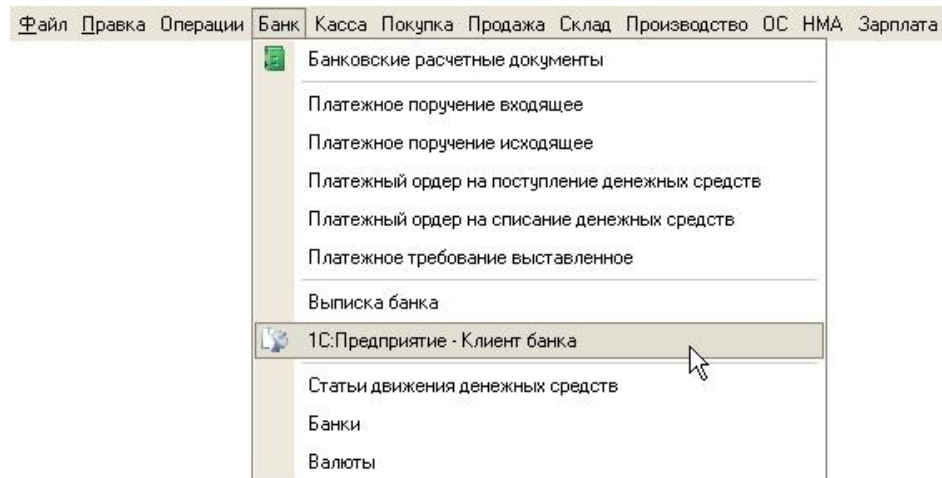 Файл Правка Операции Банк Касса Покупка Продажа Склад Производство ОС НМА Зарплата
Банковские расчетные документы
Платежное поручение входящее
Платежное поручение исходящее
Платежный ордер на поступление денежных средств
Платежный ордер на списание денежных средств
Платежное требование выставленное
Выписка банка
1С:Предприятие - Клиент банка
Статьи движения денежных средств
Банки
Валюты